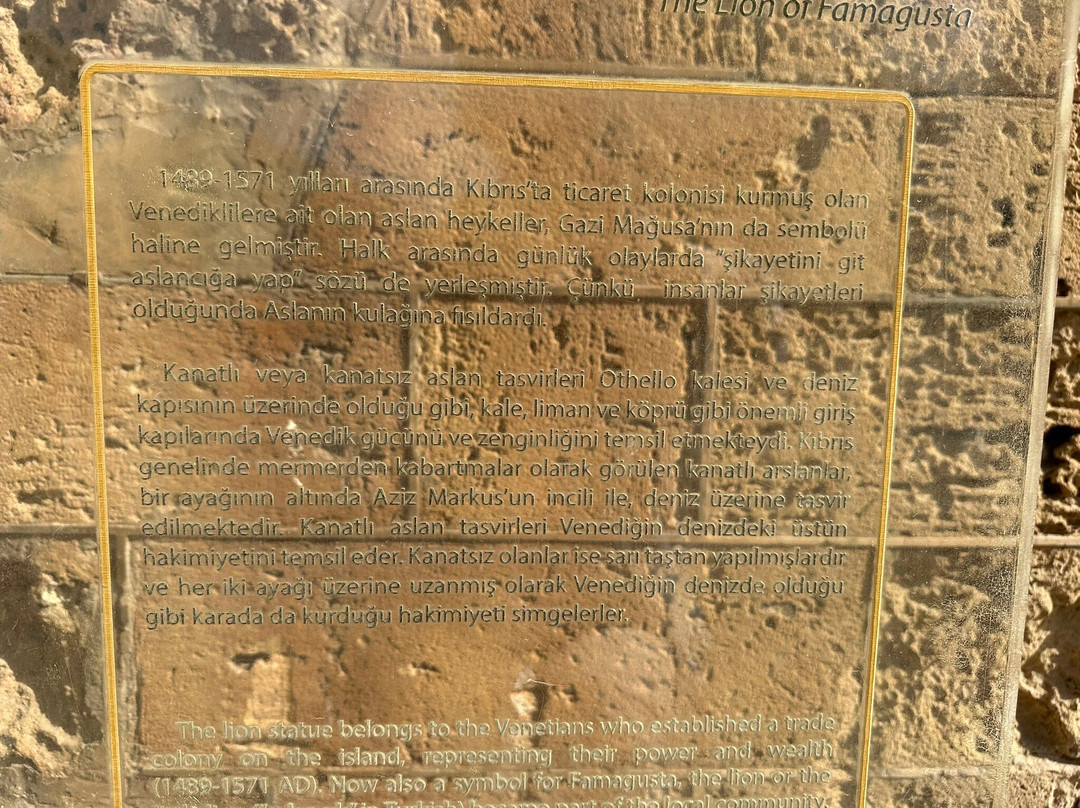 The Lion of Famagusta
1489-1571 yılları arasında Kıbrıs'ta ticaret kolonisi kurmuş olan
Venediklilere ait olan aslan heykeller, Gazi Mağusa'nın da sembolü
haline gelmiştir. Halk arasında günlük olaylarda "şikayetini git
aslancığa yap" sözü de yerleşmiştir. Çünkü insanlar şikayetleri
olduğunda Aslanın kulağına fısıldardı.
Kanatlı veya kanatsız aslan tasvirleri Othello kalesi ve deniz
kapısının üzerinde olduğu gibi, kale, liman ve köprü gibi önemli giriş
kapılarında Venedik gücünü ve zenginliğini temsil etmekteydi. Kıbrıs
genelinde mermerden kabartmalar olarak görülen kanatlı arslanlar,
bir ayağının altında Aziz Markus'un incili ile, deniz üzerine tasvir
edilmektedir. Kanatlı aslan tasvirleri Venediğin denizdeki üstün
hakimiyetini temsil eder. Kanatsız olanlar ise sarı taştan yapılmışlardır
ve her iki ayağı üzerine uzanmış olarak Venediğin denizde olduğu
gibi karada da kurduğu hakimiyeti simgelerler.
The lion statue belongs to the Venetians who established a trade
colony on the island, representing their power and wealth
(1489-1571 AD). Now also a symbol for Famagusta, the lion or the
(in Turkish) became part of the local community.